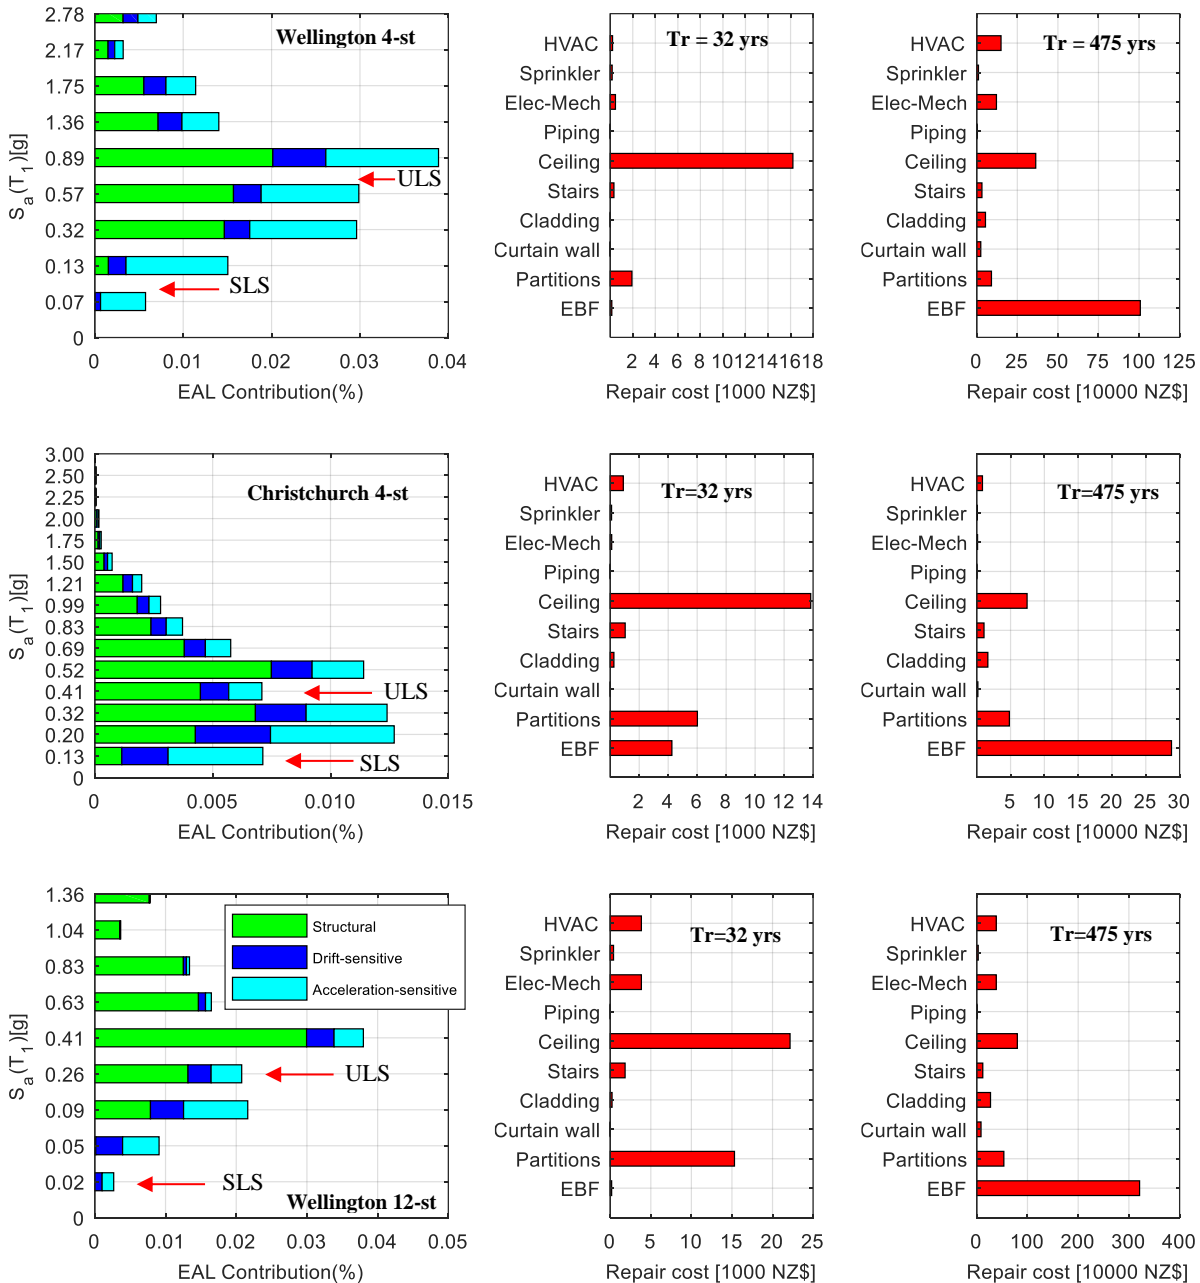 2.78
2.17
1.75
1.36
0.89
0.57
0.32
0.13
0.07
0
S a (T 1 )[g]
Wellington 4-st
ULS
SLS
0 0.01 0.02 0.03 0.04
EAL Contribution(%)
HVAC
Sprinkler
Elec-Mech
Piping
Ceiling
Stairs
Cladding
Curtain wall
Partitions
EBF
Tr = 32 yrs
2 4 6 8 10 12 14 16 18
Repair cost [1000 NZ$]
HVAC
Sprinkler
Elec-Mech
Piping
Ceiling
Stairs
Cladding
Curtain wall
Partitions
EBF
Tr = 475 yrs
0 25 50 75 100 125
Repair cost [10000 NZ$]
3.00
2.50
2.25
2.00
1.75
1.50
1.21
0.99
0.83
0.69
0.52
0.41
0.32
0.20
0.13
0
S a (T 1 )[g]
Christchurch 4-st
ULS
SLS
0 0.005 0.010 0.015
EAL Contribution(%)
HVAC
Sprinkler
Elec-Mech
Piping
Ceiling
Stairs
Cladding
Curtain wall
Partitions
EBF
Tr=32 yrs
2 4 6 8 10 12 14
Repair cost [1000 NZ$]
HVAC
Sprinkler
Elec-Mech
Piping
Ceiling
Stairs
Cladding
Curtain wall
Partitions
EBF
Tr=475 yrs
5 10 15 20 25 30
Repair cost [10000 NZ$]
1.36
1.04
0.83
0.63
0.41
0.26
0.09
0.05
0.02
0
S a (T 1 )[g]
Structural
Drift-sensitive
Acceleration-sensitive
ULS
SLS
Wellington 12-st
0 0.01 0.02 0.03 0.04 0.05
EAL Contribution(%)
HVAC
Sprinkler
Elec-Mech
Piping
Ceiling
Stairs
Cladding
Curtain wall
Partitions
EBF
Tr=32 yrs
0 5 10 15 20 25
Repair cost [1000 NZ$]
HVAC
Sprinkler
Elec-Mech
Piping
Ceiling
Stairs
Cladding
Curtain wall
Partitions
EBF
Tr=475 yrs
0 100 200 300 400
Repair cost [10000 NZ$]